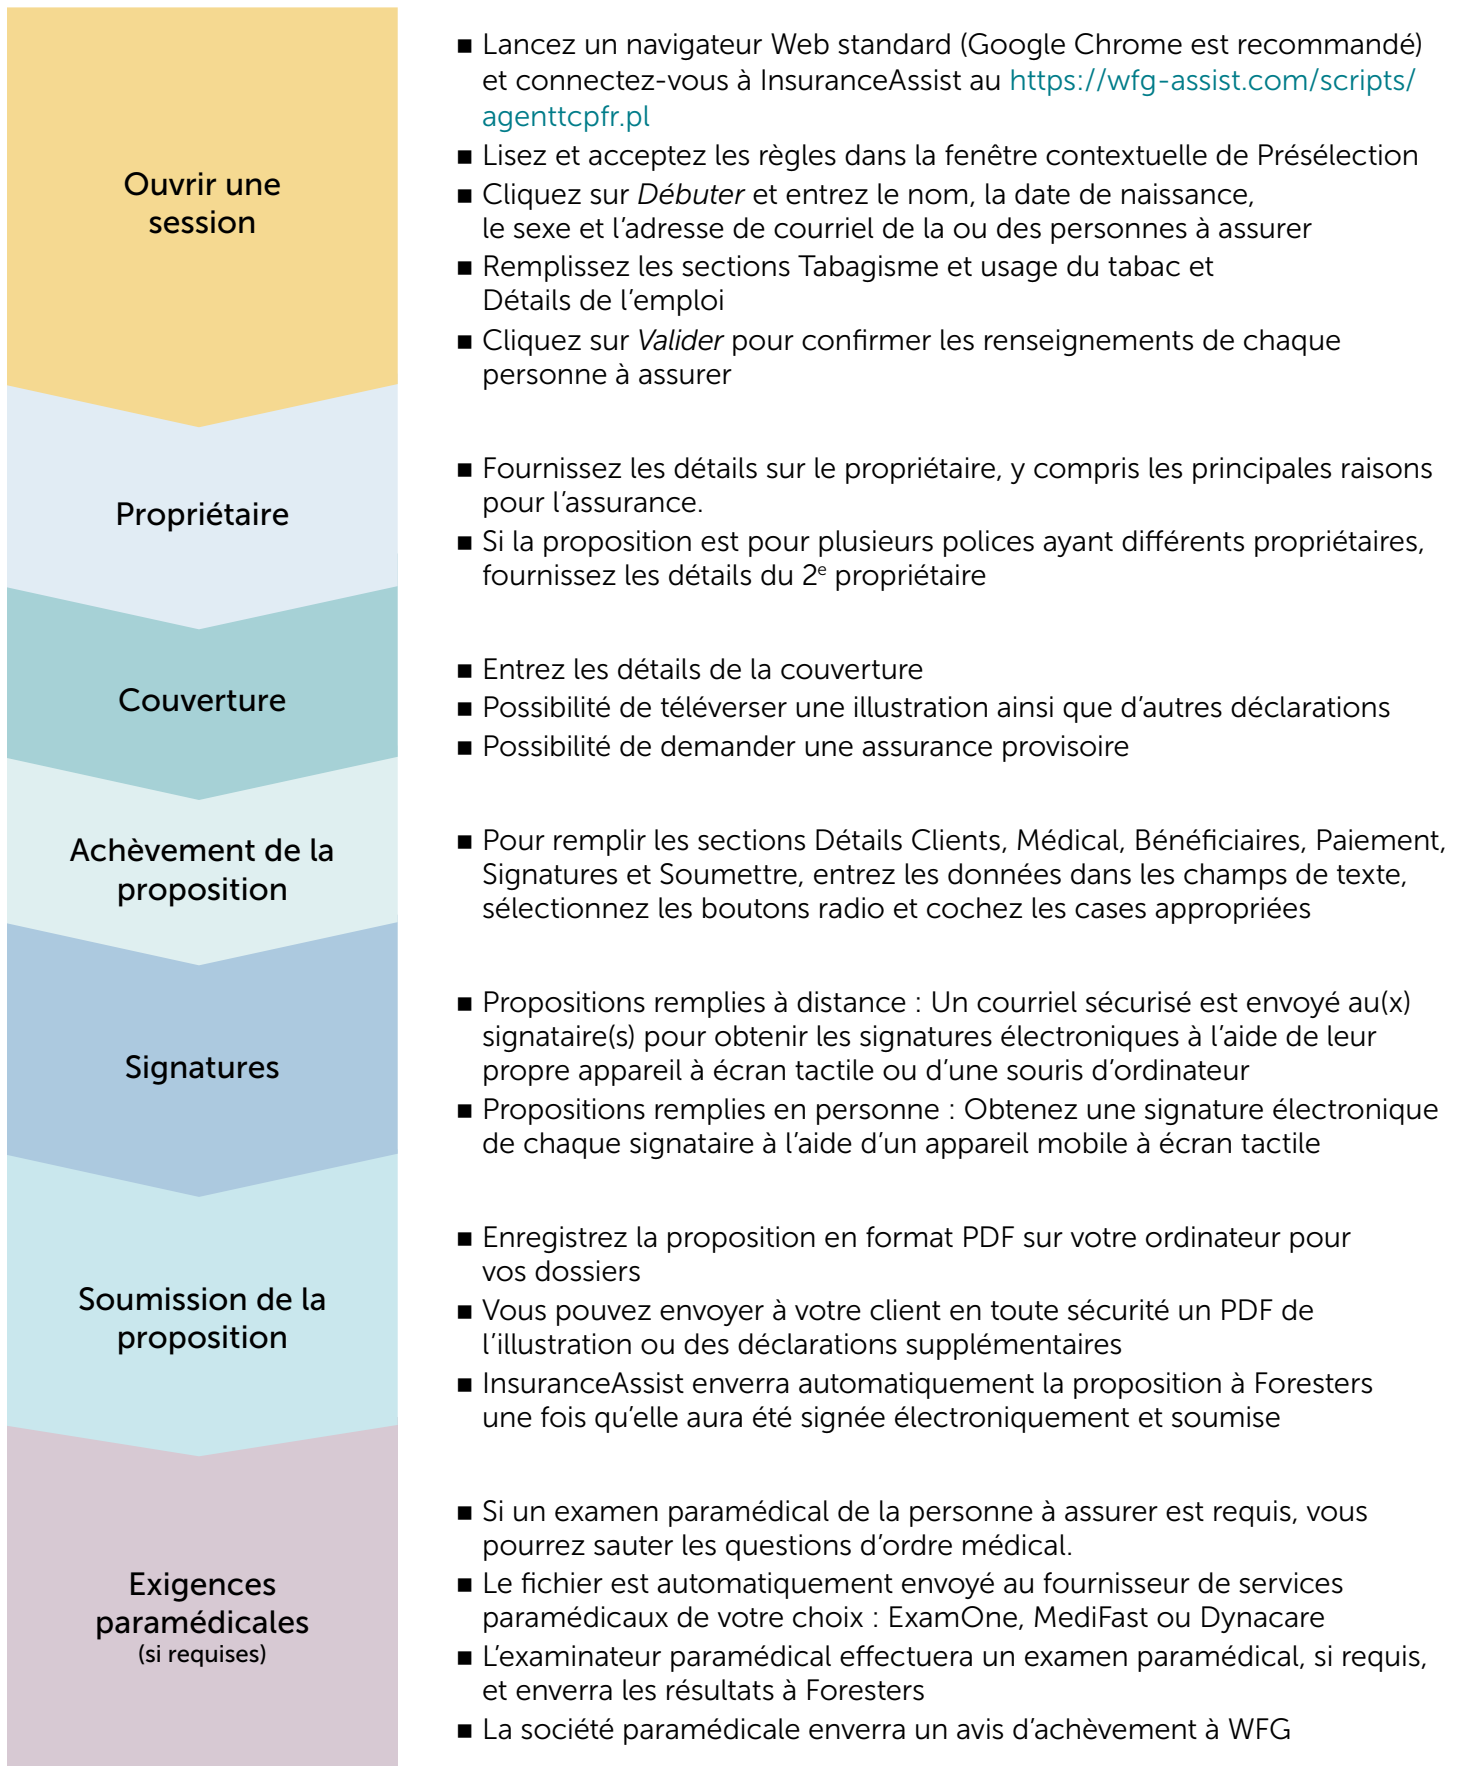 Ouvrir une
session
■ Lancez un navigateur Web standard (Google Chrome est recommandé)
et connectez-vous à InsuranceAssist au https://wfg-assist.com/scripts/
agenttcpfr.pl
■ Lisez et acceptez les règles dans la fenêtre contextuelle de Présélection
■ Cliquez sur Débuter et entrez le nom, la date de naissance,
le sexe et l’adresse de courriel de la ou des personnes à assurer
■ Remplissez les sections Tabagisme et usage du tabac et
Détails de l’emploi
■ Cliquez sur Valider pour confirmer les renseignements de chaque
personne à assurer
Propriétaire
■ Fournissez les détails sur le propriétaire, y compris les principales raisons
pour l’assurance.
■ Si la proposition est pour plusieurs polices ayant différents propriétaires,
fournissez les détails du 2e propriétaire
Couverture
■ Entrez les détails de la couverture
■ Possibilité de téléverser une illustration ainsi que d’autres déclarations
■ Possibilité de demander une assurance provisoire
Achèvement de la
proposition
■ Pour remplir les sections Détails Clients, Médical, Bénéficiaires, Paiement,
Signatures et Soumettre, entrez les données dans les champs de texte,
sélectionnez les boutons radio et cochez les cases appropriées
Signatures
■ Propositions remplies à distance : Un courriel sécurisé est envoyé au(x)
signataire(s) pour obtenir les signatures électroniques à l’aide de leur
propre appareil à écran tactile ou d’une souris d’ordinateur
■ Propositions remplies en personne : Obtenez une signature électronique
de chaque signataire à l’aide d’un appareil mobile à écran tactile
Soumission de la
proposition
■ Enregistrez la proposition en format PDF sur votre ordinateur pour
vos dossiers
■ Vous pouvez envoyer à votre client en toute sécurité un PDF de
l’illustration ou des déclarations supplémentaires
■ InsuranceAssist enverra automatiquement la proposition à Foresters
une fois qu’elle aura été signée électroniquement et soumise
Exigences
paramédicales
(si requises)
■ Si un examen paramédical de la personne à assurer est requis, vous
pourrez sauter les questions d’ordre médical.
■ Le fichier est automatiquement envoyé au fournisseur de services
paramédicaux de votre choix : ExamOne, MediFast ou Dynacare
■ L’examinateur paramédical effectuera un examen paramédical, si requis,
et enverra les résultats à Foresters
■ La société paramédicale enverra un avis d’achèvement à WFG